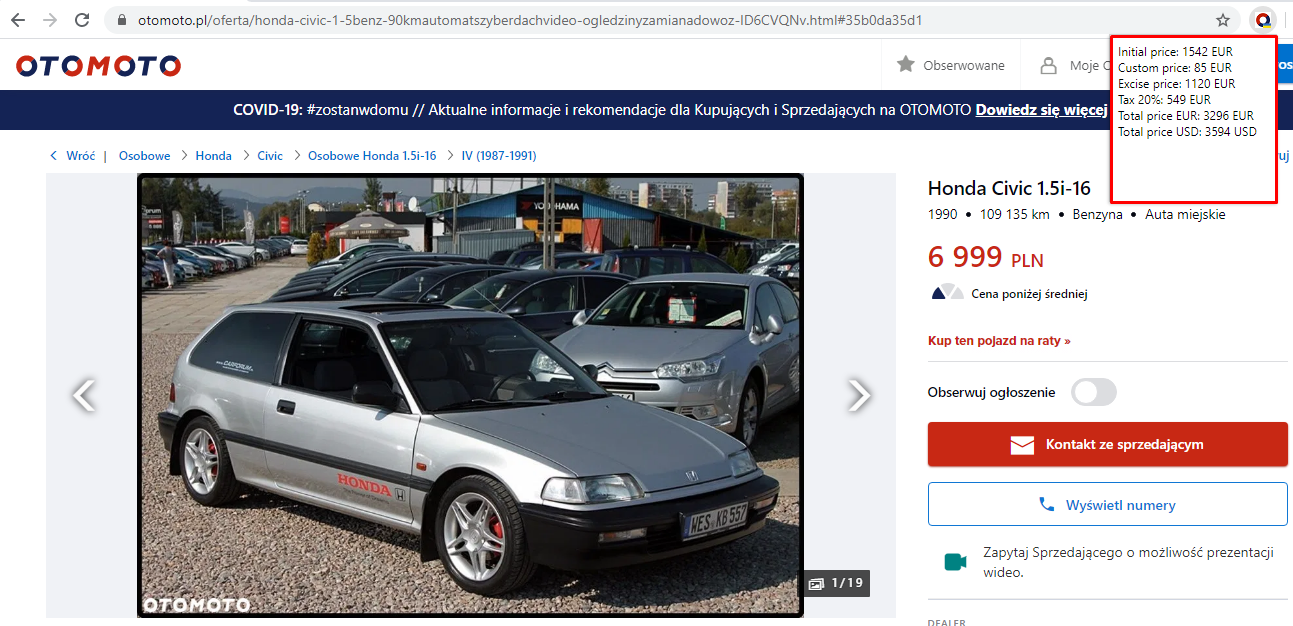 otomoto.pl/oferta/honda-civic-1-5benz-90kmautomatszyberdachvideo-ogledzinyzamianadowoz-ID6CVQNv.html#35b0da35d1
OTOMOTO
Obserwowane
Moje
Initial price: 1542 EUR
Custom price: 85 EUR
Excise price: 1120 EUR
Tax 20%: 549 EUR
Total price EUR: 3296 EUR
Total price USD: 3594 USD
COVID-19: #zostanwdomu // Aktualne informacje i rekomendacje dla Kupujących i Sprzedających na OTOMOTO Dowiedz się więcej
< Wróć | Osobowe > Honda > Civic > Osobowe Honda 1.5i-16 > IV (1987-1991)
YOKOHAMA
HONDA
WES KB557
OTOMOTO
1/19
Honda Civic 1.5i-16
1990 • 109 135 km • Benzyna • Auta miejskie
6 999 PLN
Cena poniżej średniej
Kup ten pojazd na raty »
Obserwuj ogłoszenie
Kontakt ze sprzedającym
Wyświetl numery
Zapytaj Sprzedającego o możliwość prezentacji
wideo.
DEALER